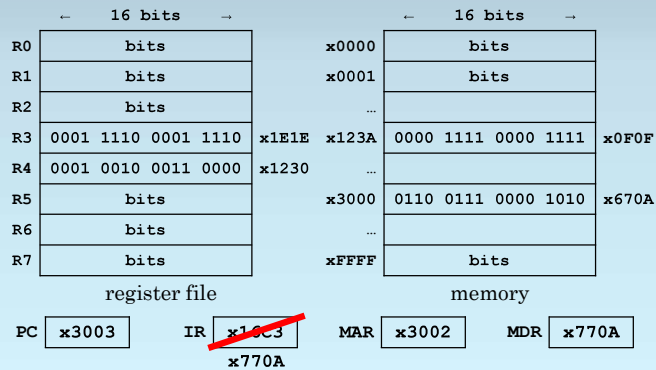 ← 16 bits → ← 16 bits →
R0 bits x0000 bits
R1 bits x0001 bits
R2 bits …
R3 0001 1110 0001 1110 x1E1E x123A 0000 1111 0000 1111 x0F0F
R4 0001 0010 0011 0000 x1230 …
R5 bits x3000 0110 0111 0000 1010 x670A
R6 bits …
R7 bits xFFFF bits
register file memory
PC x3003 IR x16C3 MAR x3002 MDR x770A
x770A